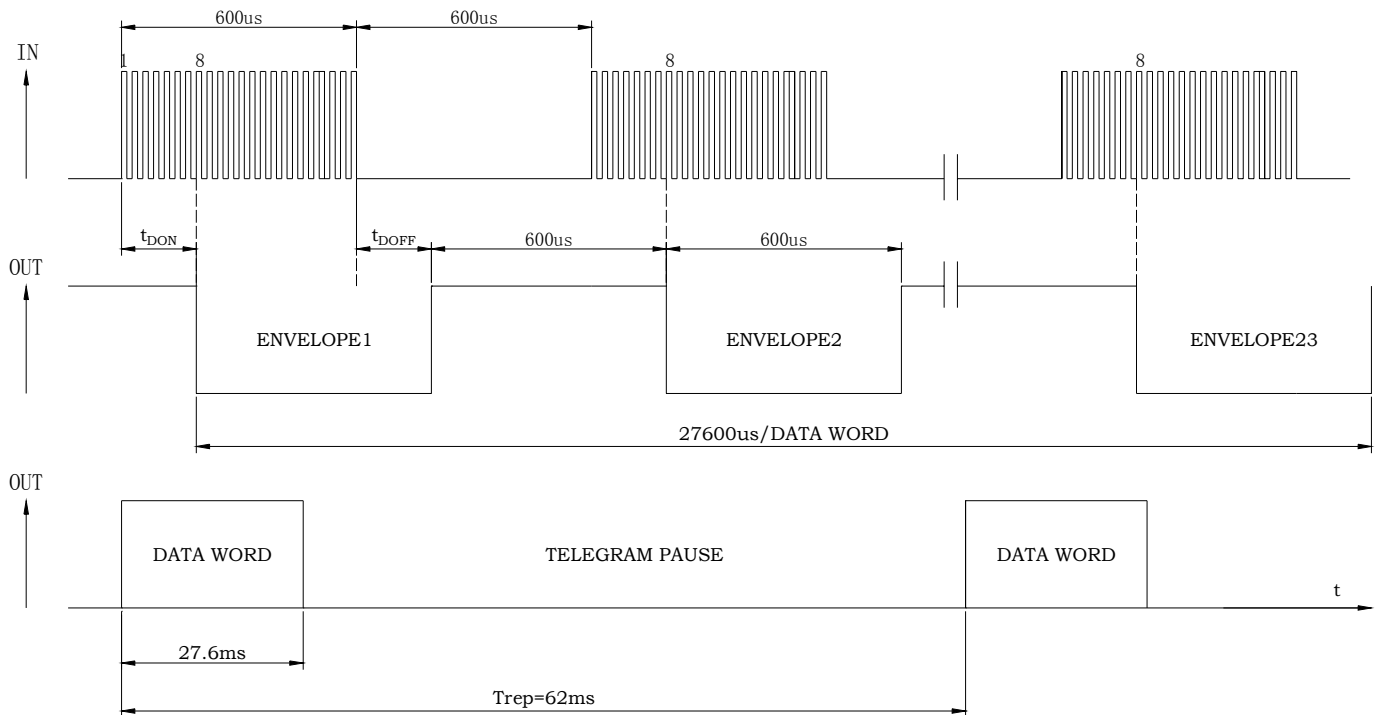 600us 600us
IN
1 8 8 8
tDON tDOFF 600us 600us
OUT
ENVELOPE1 ENVELOPE2 ENVELOPE23
27600us/DATA WORD
OUT
DATA WORD TELEGRAM PAUSE DATA WORD
t
27.6ms
Trep=62ms